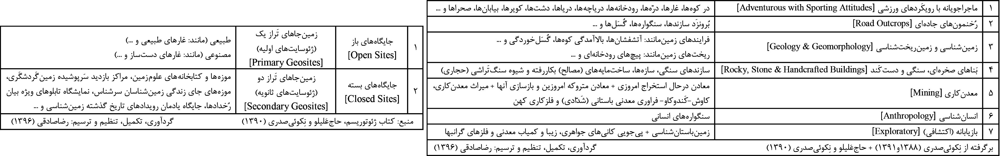 ۱ ماجراجویانه با رویکَردهای ورزشی [Adventurous with Sporting Attitudes] در کوه‌ها، غارها، درّه‌ها، رودخانه‌ها، دریاچه‌ها، دریاها، دشت‌ها، کویرها، بیابان‌ها، صحراها و ...
۲ رُخنمون‌های جاده‌ای [Road Outcrops] بُرونزَد سازندها، سنگواره‌ها، گُسَل‌ها و ...
۳ زمین‌شناسی و زمین‌ریخت‌شناسی [Geology & Geomorphology] فرایندهای زمین‌مانند: آتشفشان‌ها، بالاآمدگی کوه‌ها، گُسَل‌خوردگی و ...
ریخت‌های زمین‌مانند: پیچ‌های رودخانه‌ای و ...
۴ بَناهای صخره‌ای، سنگی و دست‌کَند [Rocky, Stone & Handcrafted Buildings] سازندهای سنگی، سازه‌ها، ساخت‌مایه‌های (مصالح) بکاررفته و شیوه سنگ‌تَراشی (حجاری)
۵ معدن‌کاری [Mining] معادن درحال استخراج امروزی + معادن متروکه امروزین و بازسازی آنها + میراث معدن‌کاری،
کاوش-کَندوکاو- فراوری معدنی باستانی (شَدّادی) و فلزکاری کهن
۶ انسان‌شناسی [Anthropology] سنگواره‌های انسانی
۷ بازیابانه (اکتشافی) [Exploratory] زمین‌باستان‌شناسی + پی‌جویی کانی‌های جواهری، زیبا و کمیاب معدنی و فلزهای گرانبها
برگرفته از نِکوئی‌صدری (۱۳۸۸و۱۳۹۱) + حاج‌عَلیلو و نِکوئی‌صدری (۱۳۹۰) گردآوری، تکمیل، تنظیم و ترسیم: رضاصادقی (۱۳۹۶)
۱ جایگاه‌های باز
[Open Sites]
زمین‌جاهای تَراز یک
(ژئوسایت‌های اولیه)
[Primary Geosites]
طبیعی (مانند: غارهای طبیعی و ...)
مصنوعی (مانند: غارهای دست‌ساز و ...)
۲ جایگاه‌های بسته
[Closed Sites]
زمین‌جاهای تَراز دو
(ژئوسایت‌های ثانویه)
[Secondary Geosites]
موزه‌ها و کتابخانه‌های علوم‌زمین، مراکز بازدید سَرپوشیده زمین‌گَردشگَری،
موزه‌های جای زندگی زمین‌شناسان سرشناس، نمایشگاه تابلوهای ویژه بیان
رُخدادها، جایگاه یادمان رویدادهای تاریخ گذشته زمین‌شناسی و ...
منبع: کتاب ژئوتوریسم، حاج‌عَلیلو و نِکوئی‌صدری (۱۳۹۰) گردآوری، تکمیل، تنظیم و ترسیم: رضاصادقی (۱۳۹۶)